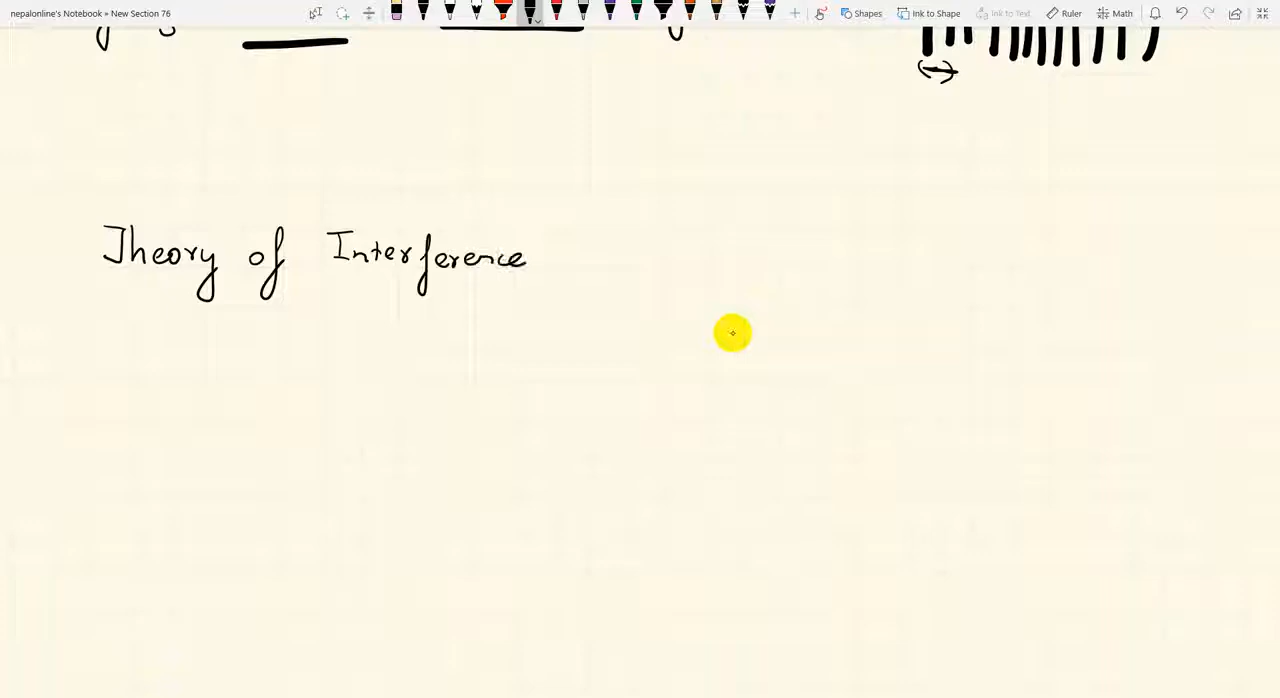 nepalonline's Notebook » New Section 76
Shapes
Ink to Shape
Ink to Text
Ruler
Math
Theory of Interference